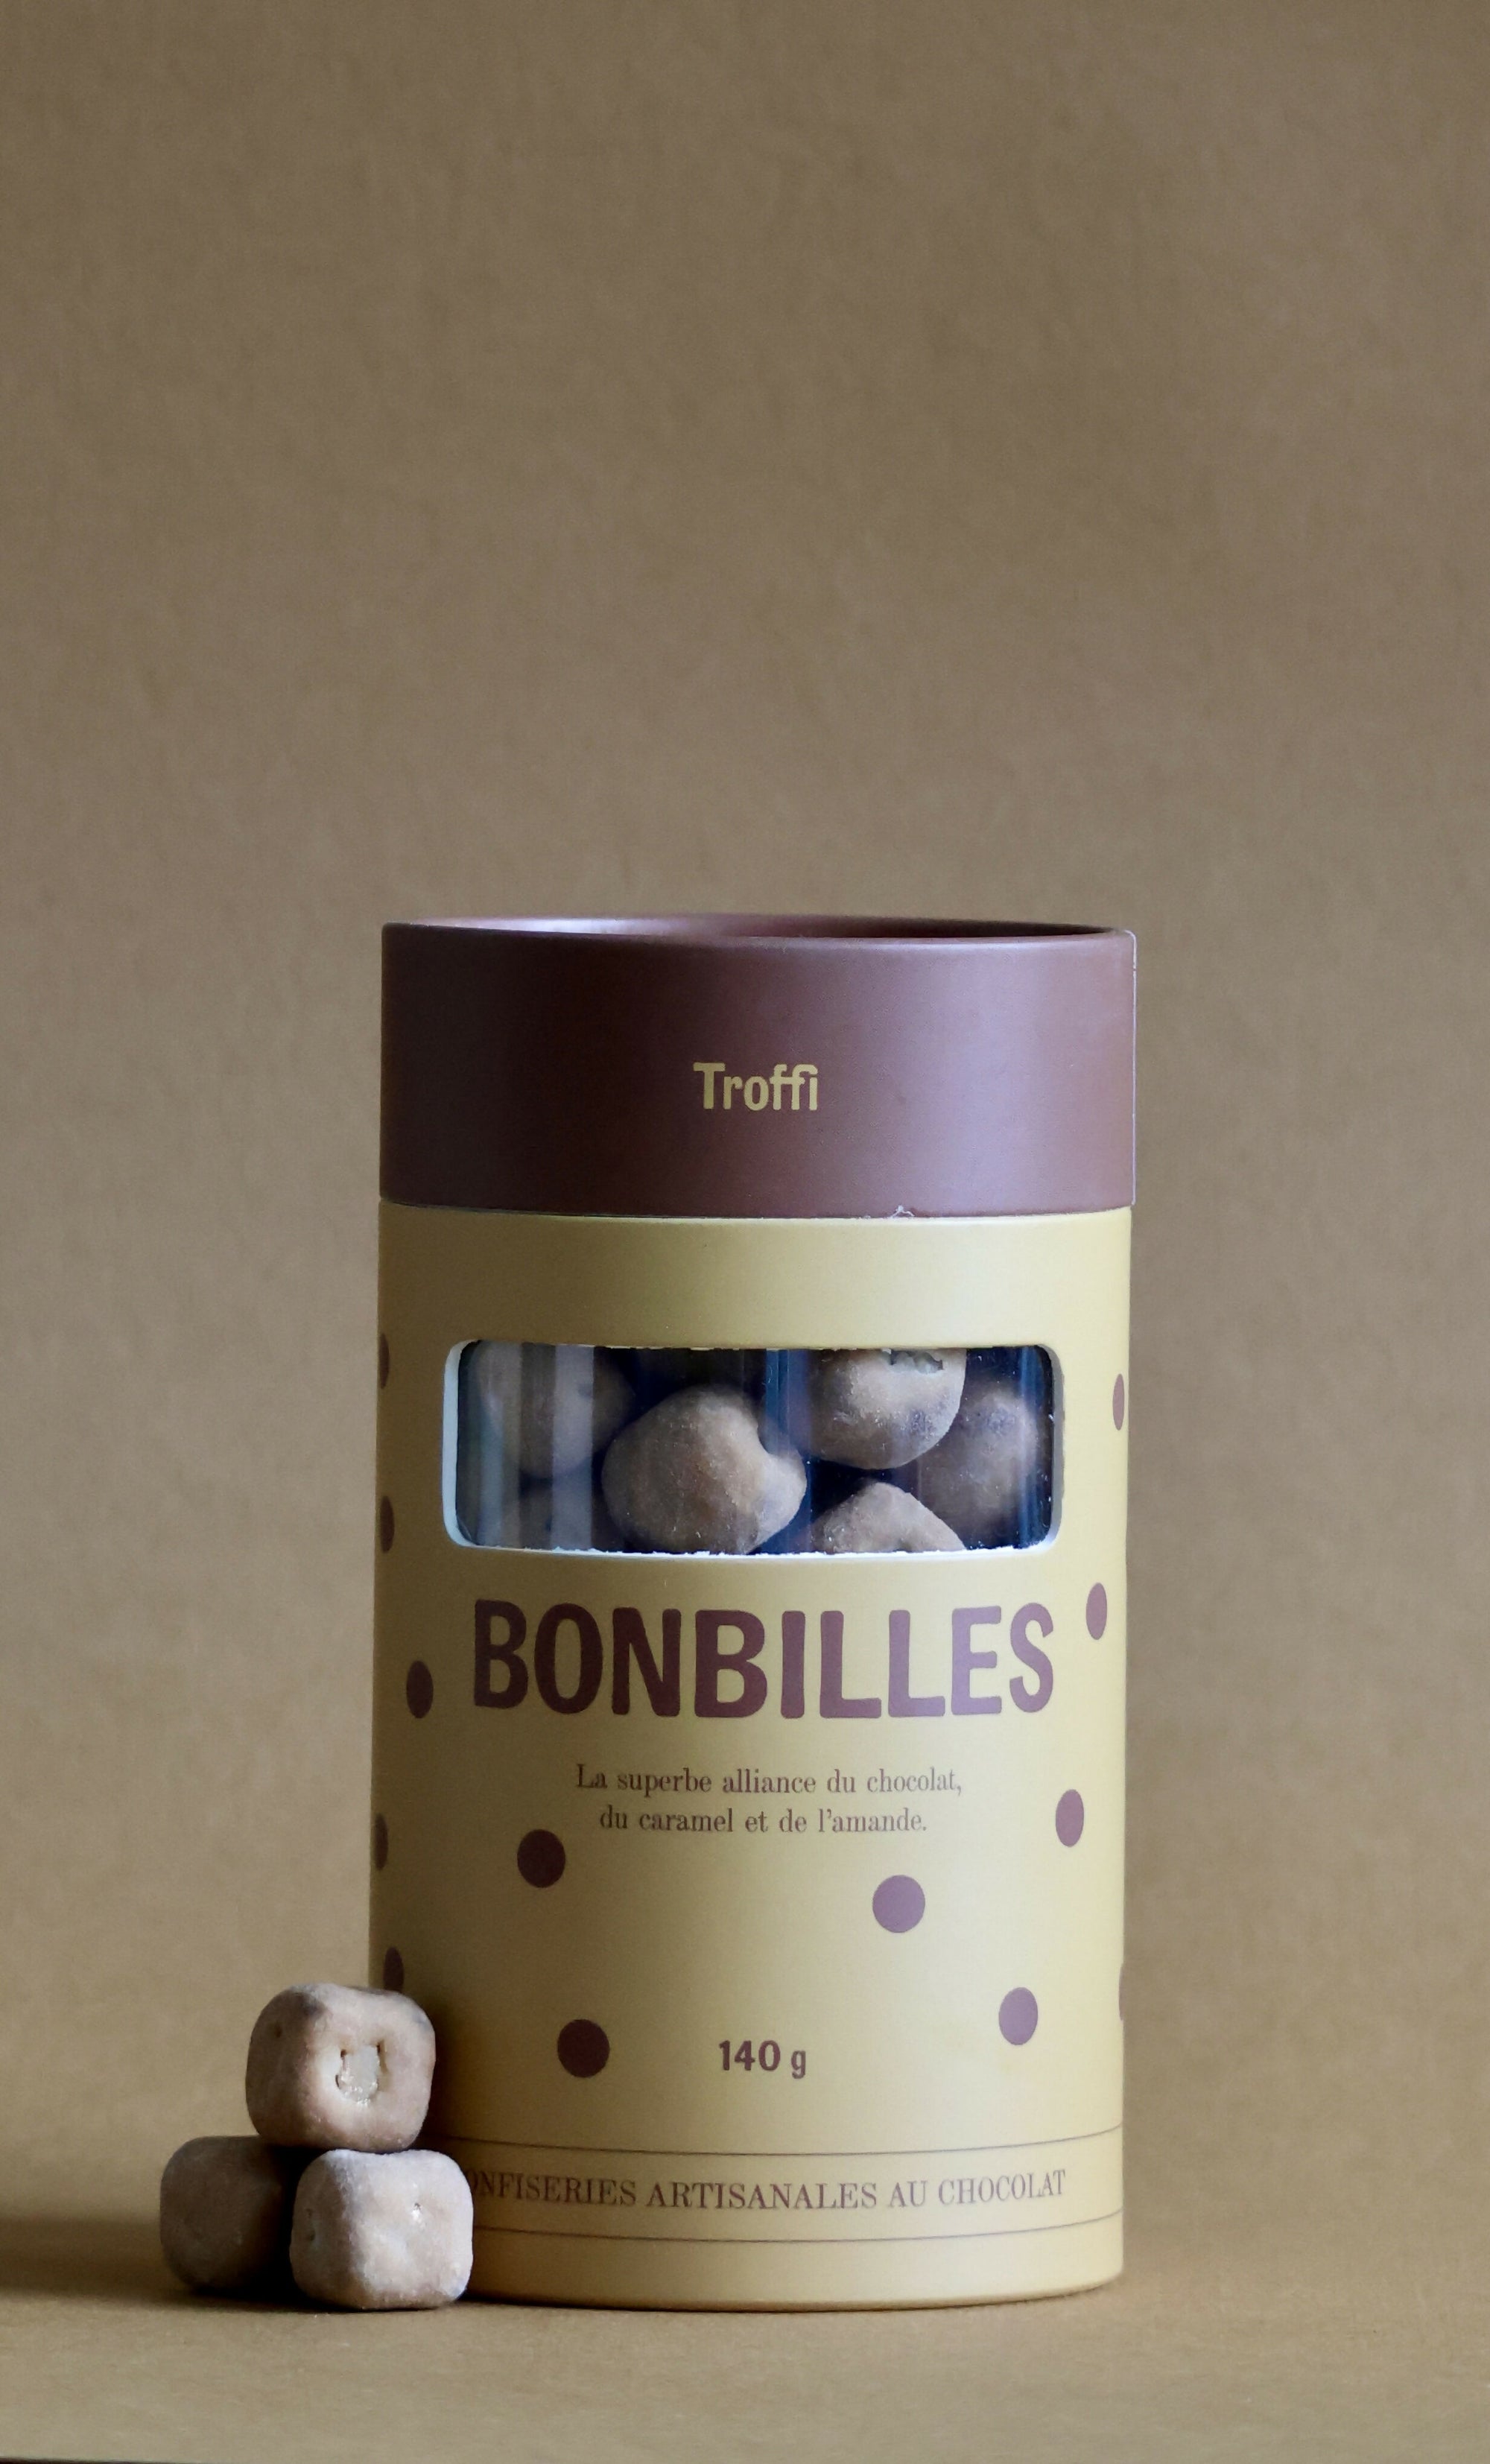 Troffi
BONBILLES
La superbe alliance du chocolat,
du caramel et de l'amande.
140 g
ONFISERIES ARTISANALES AU CHOCOLAT